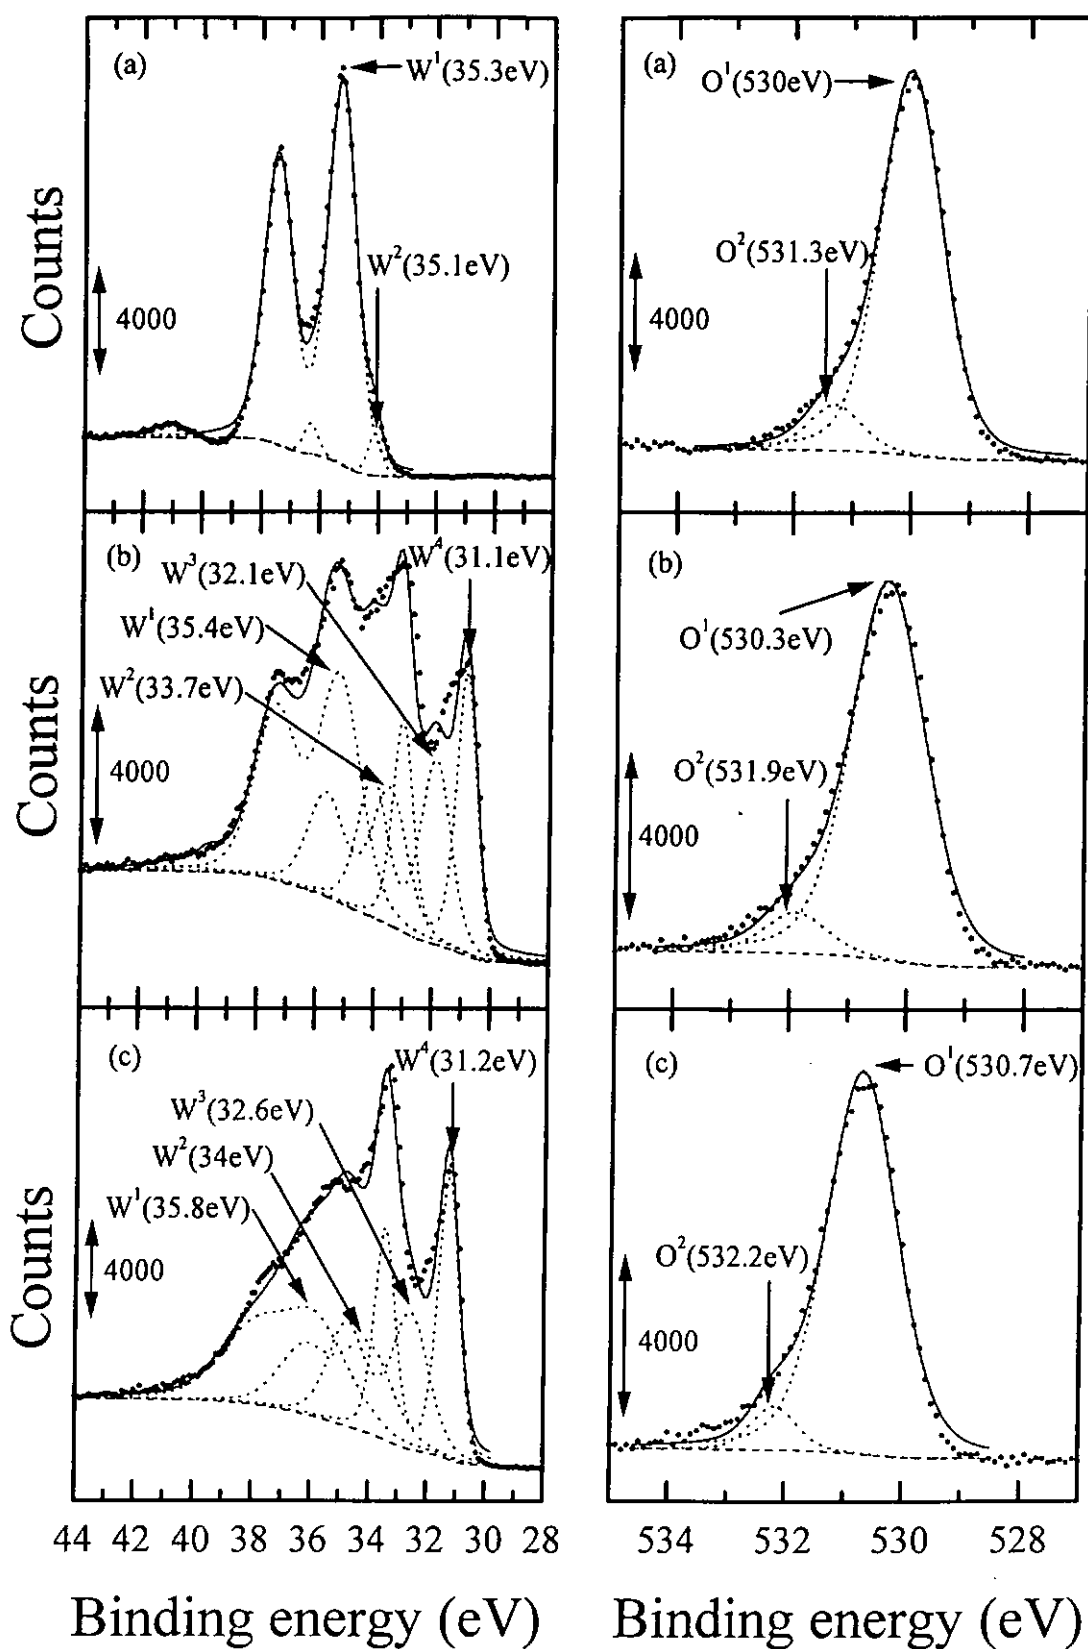 (a)
W¹(35.3eV)
W²(35.1eV)
4000
Counts
(a)
O¹(530eV)
O²(531.3eV)
4000
(b)
W⁴(31.1eV)
W³(32.1eV)
W¹(35.4eV)
W²(33.7eV)
4000
Counts
(b)
O¹(530.3eV)
O²(531.9eV)
4000
(c)
W⁴(31.2eV)
W³(32.6eV)
W²(34eV)
W¹(35.8eV)
4000
Counts
44 42 40 38 36 34 32 30 28
Binding energy (eV)
(c)
O¹(530.7eV)
O²(532.2eV)
4000
534 532 530 528
Binding energy (eV)